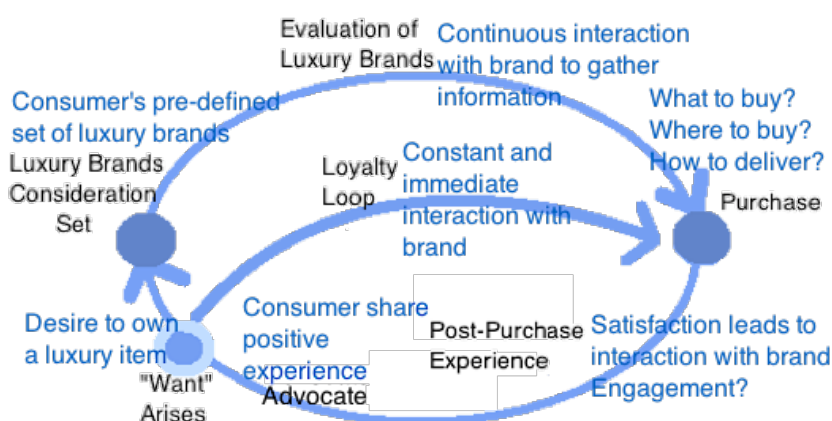 Evaluation of
Luxury Brands
Continuous interaction
with brand to gather
information
Consumer's pre-defined
set of luxury brands
Luxury Brands
Consideration
Set
What to buy?
Where to buy?
How to deliver?
Purchase
Loyalty
Loop
Constant and
immediate
interaction with
brand
Desire to own
a luxury item
"Want"
Arises
Consumer share
positive
experience
Advocate
Post-Purchase
Experience
Satisfaction leads to
interaction with brand
Engagement?